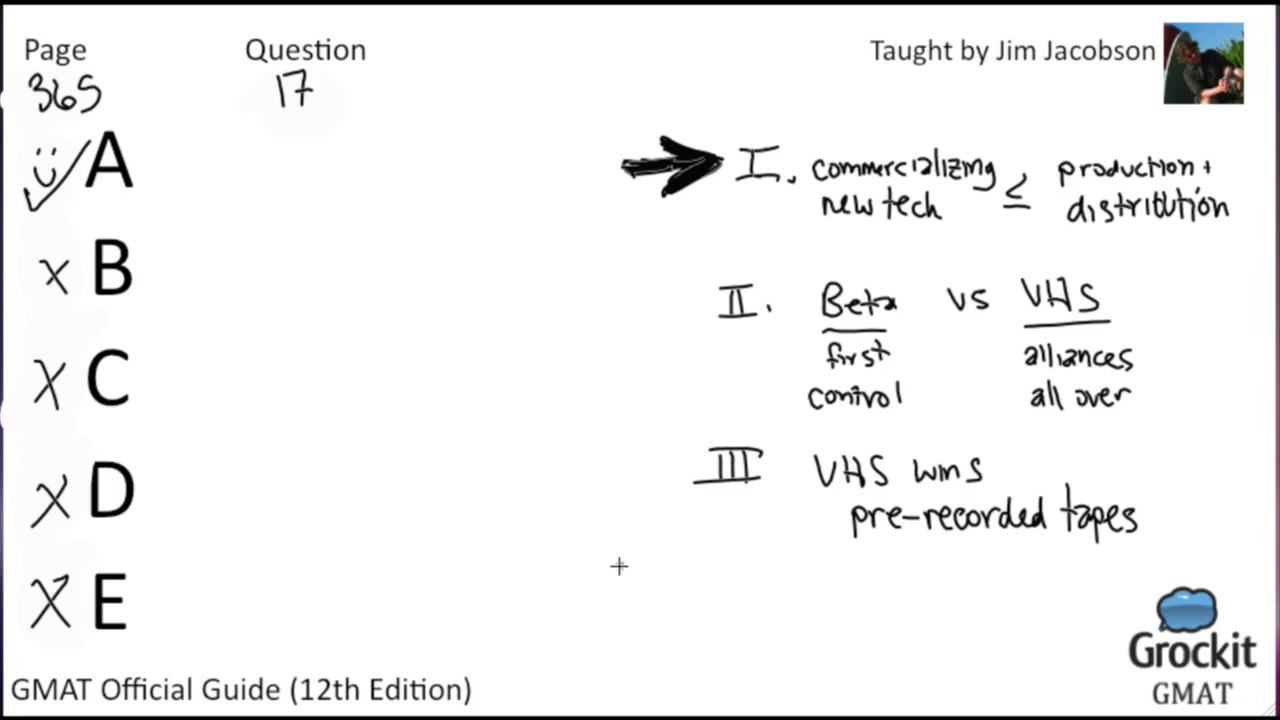 Page Question Taught by Jim Jacobson
365 17
A
B
C
D
E
I. commercializing new tech ≤ production + distribution
II. Beta vs VHS
first alliances
control all over
III VHS wins
pre-recorded tapes
Grockit
GMAT
GMAT Official Guide (12th Edition)